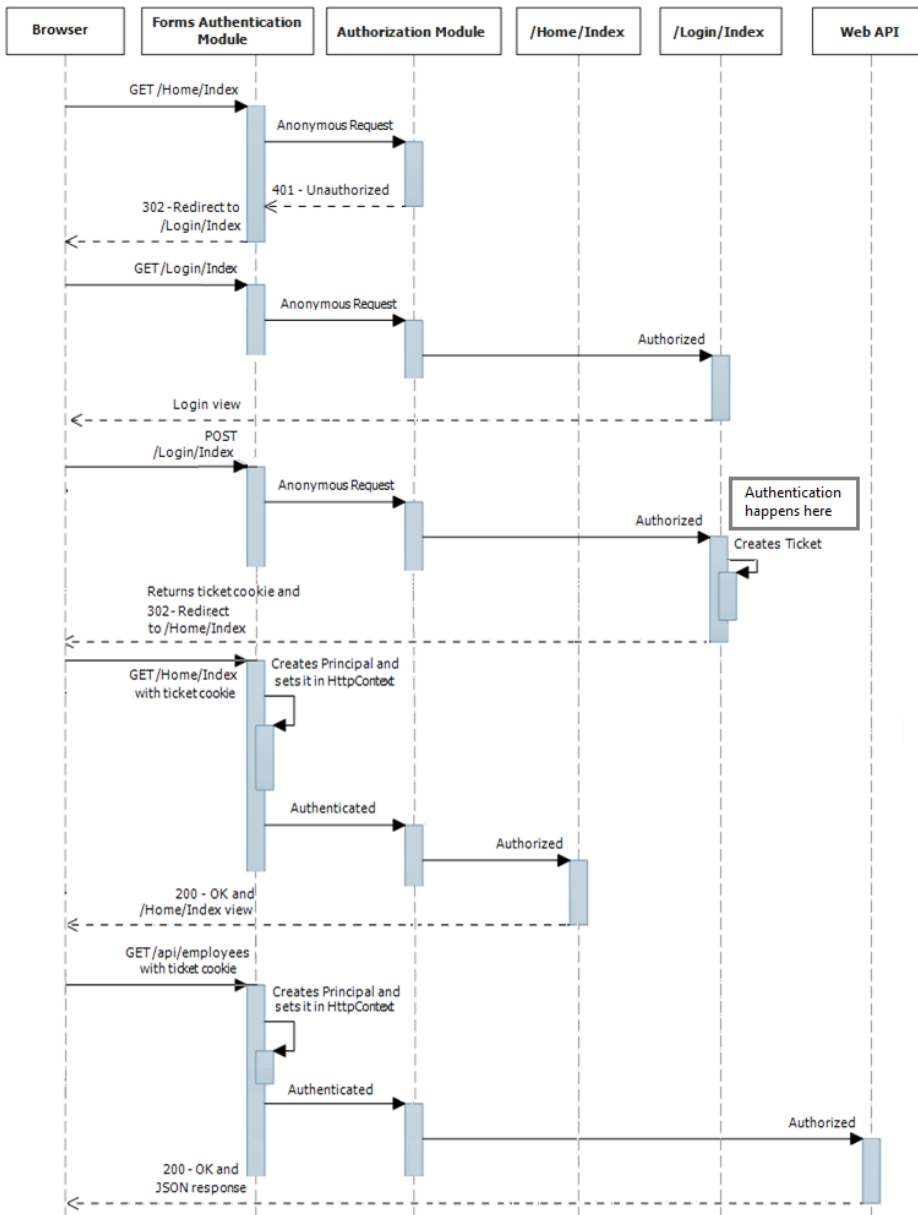 Browser
Forms Authentication
Module
Authorization Module
/Home/Index
/Login/Index
Web API
GET /Home/Index
Anonymous Request
401 - Unauthorized
302 - Redirect to
/Login/Index
GET /Login/Index
Anonymous Request
Authorized
Login view
POST
/Login/Index
Anonymous Request
Authentication
happens here
Authorized
Creates Ticket
Returns ticket cookie and
302 - Redirect
to /Home/Index
GET /Home/Index
with ticket cookie
Creates Principal and
sets it in HttpContext
Authenticated
Authorized
200 - OK and
/Home/Index view
GET /api/employees
with ticket cookie
Creates Principal and
sets it in HttpContext
Authenticated
Authorized
200 - OK and
JSON response